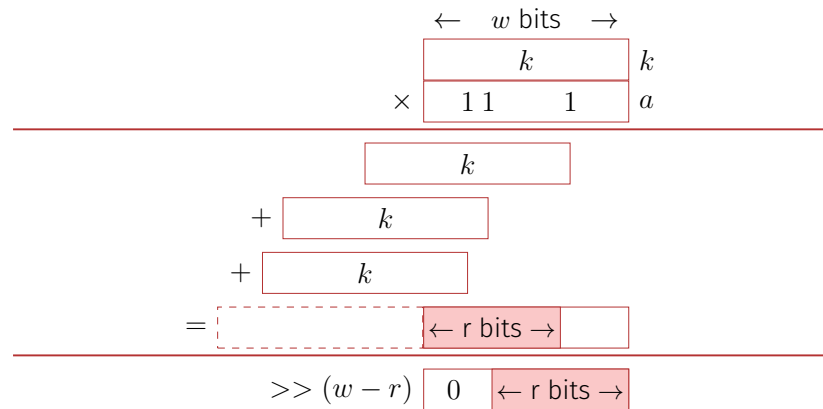 ← w bits →
k k
× 1 1 1 a
k
+ k
+ k
= ← r bits →
>> (w − r) 0 ← r bits →